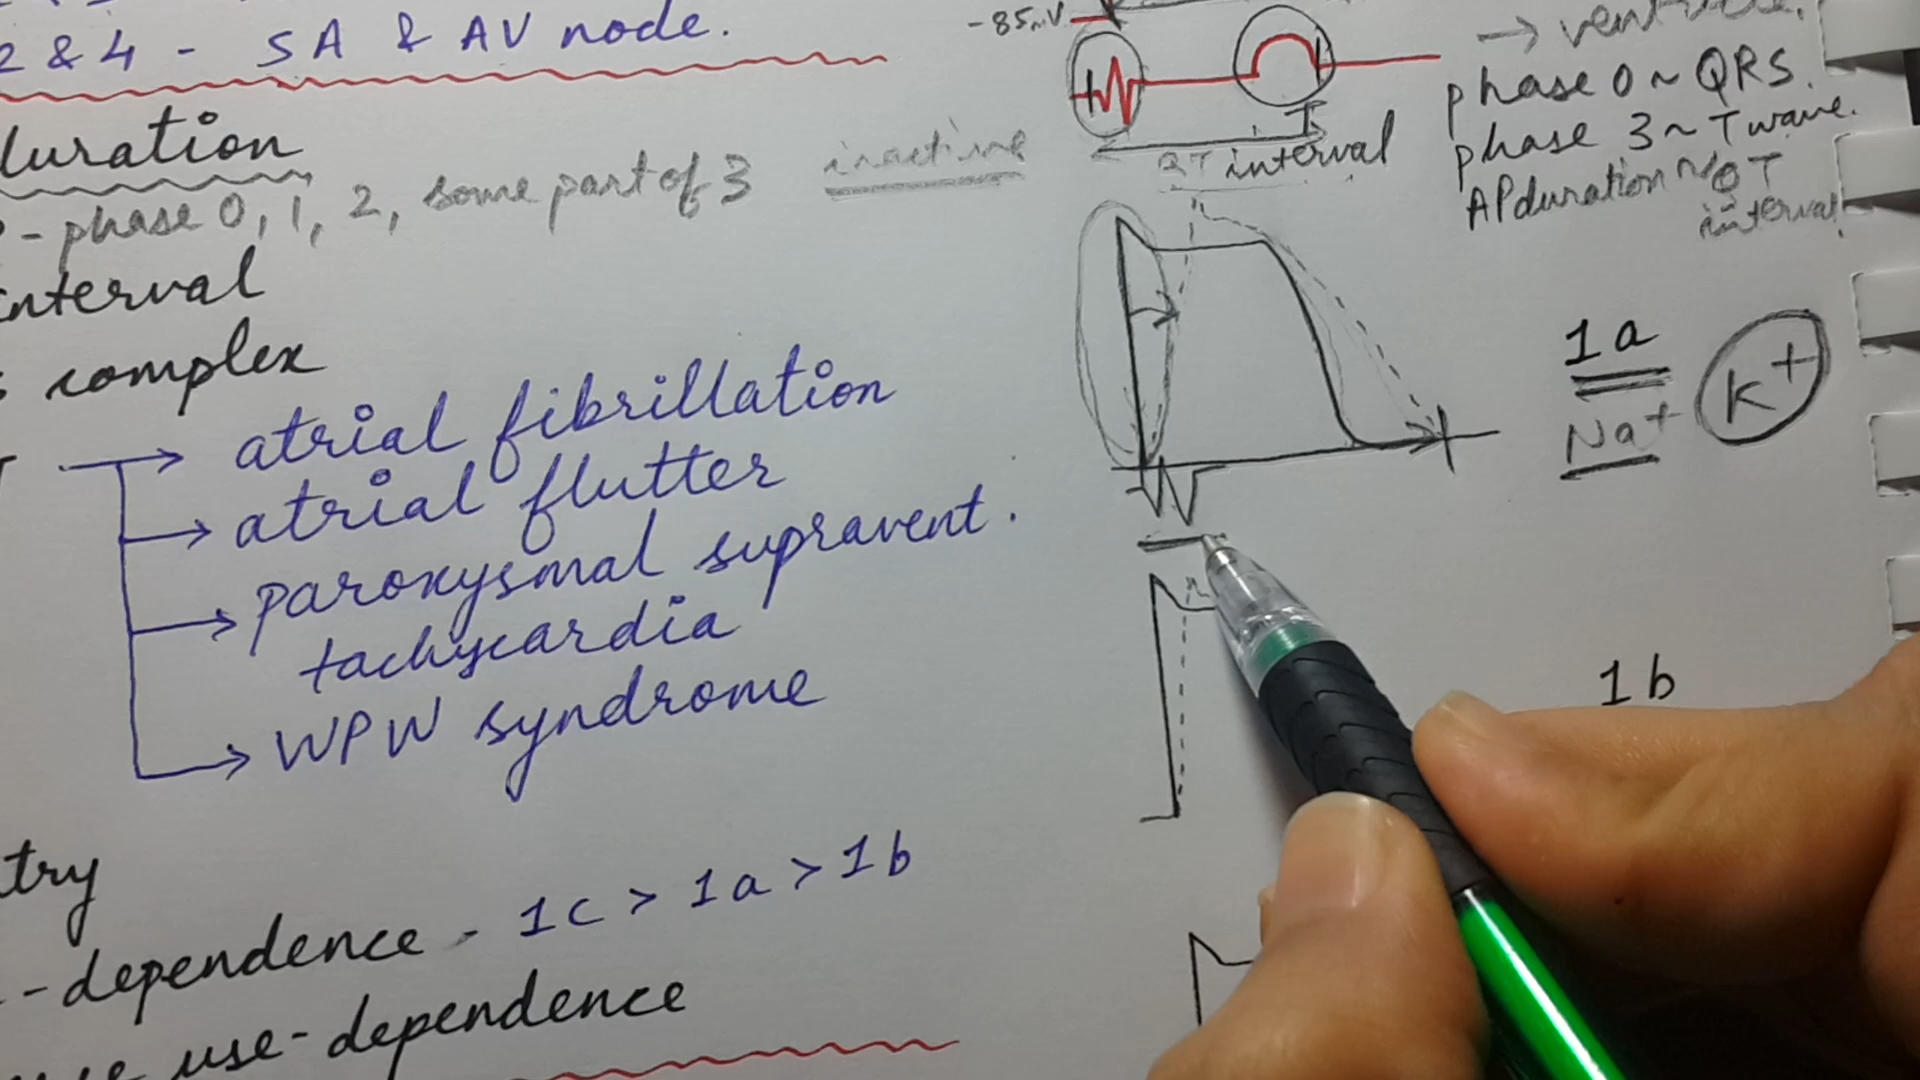 2 & 4 - SA & AV node.
duration
- phase 0, 1, 2, some part of 3 inactive
interval
complex
→ atrial fibrillation
→ atrial flutter
→ paroxysmal supravent.
tachycardia
→ WPW syndrome
-dependence - 1c > 1a > 1b
use-dependence
-85mV
QT interval
→ ventricle.
phase 0 ~ QRS.
phase 3 ~ T wave.
AP duration ~ QT
interval
1a
Na+ K+
1b